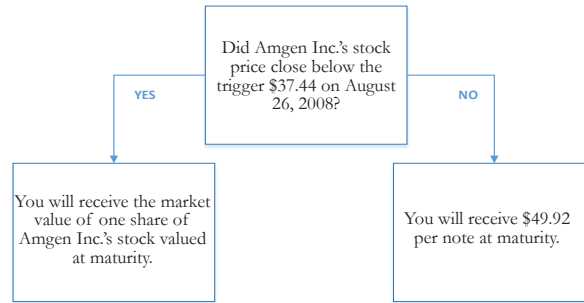 Did Amgen Inc.'s stock
price close below the
trigger $37.44 on August
26, 2008?
YES
NO
You will receive the market
value of one share of
Amgen Inc.'s stock valued
at maturity.
You will receive $49.92
per note at maturity.